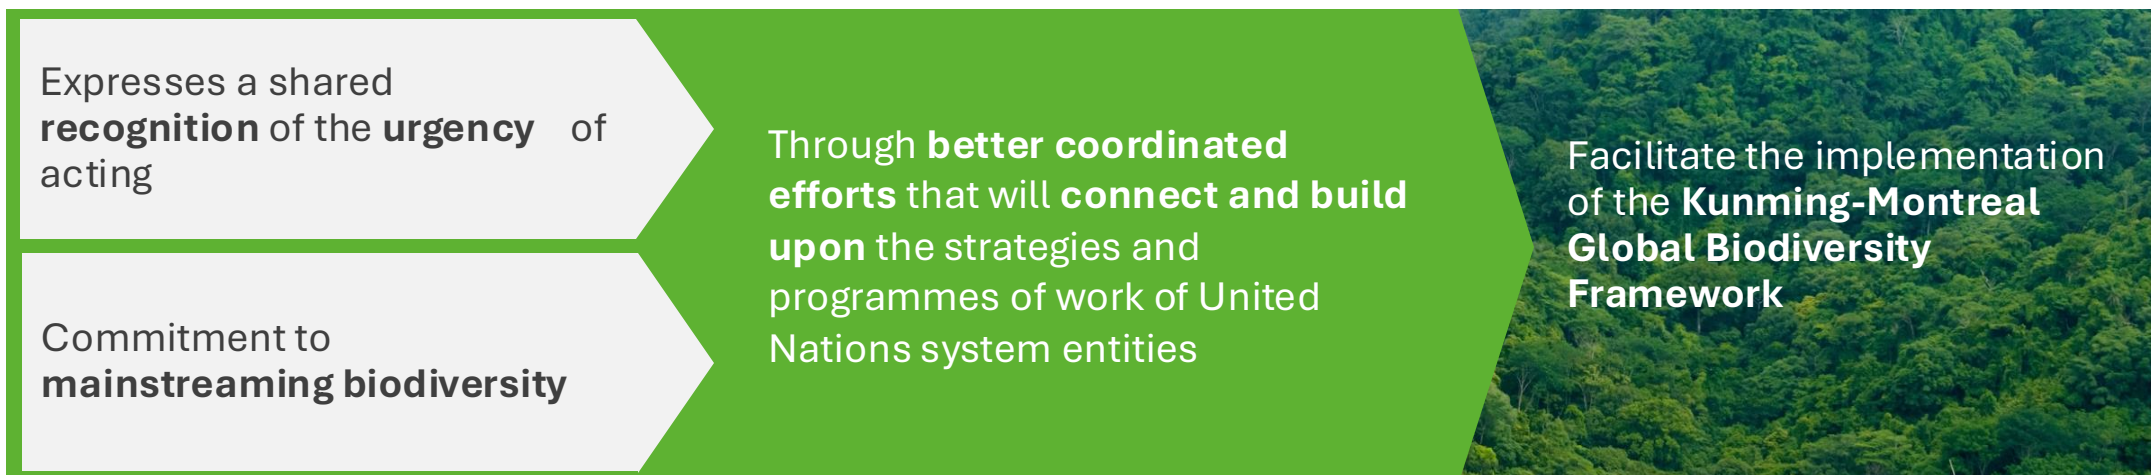 Expresses a shared
recognition of the urgency of
acting
Commitment to
mainstreaming biodiversity
Through better coordinated
efforts that will connect and build
upon the strategies and
programmes of work of United
Nations system entities
Facilitate the implementation
of the Kunming-Montreal
Global Biodiversity
Framework